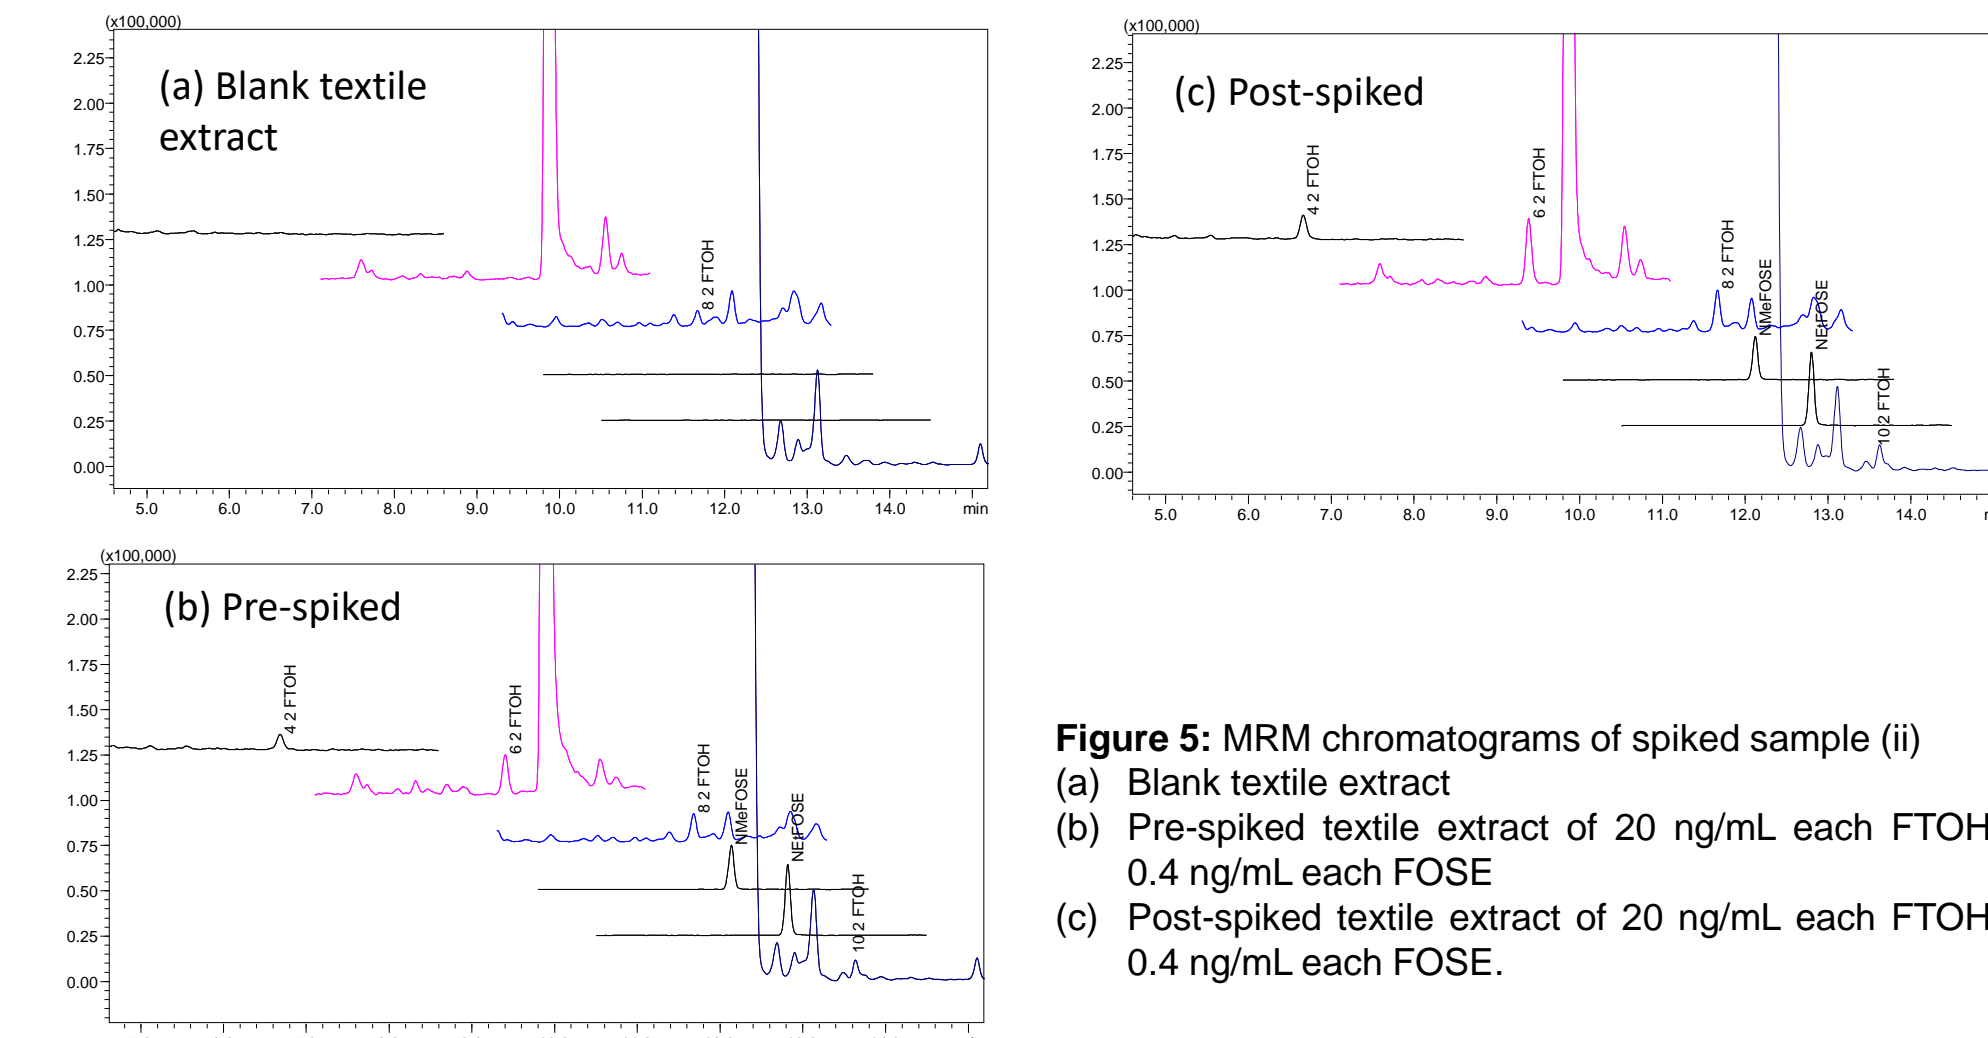 (x100,000)
2.25
2.00
1.75
1.50
1.25
1.00
0.75
0.50
0.25
0.00
(a) Blank textile
extract
8 2 FTOH
5.0 6.0 7.0 8.0 9.0 10.0 11.0 12.0 13.0 14.0 min
(x100,000)
2.25
2.00
1.75
1.50
1.25
1.00
0.75
0.50
0.25
0.00
(c) Post-spiked
4 2 FTOH
6 2 FTOH
8 2 FTOH
NMeFOSE
NEtFOSE
10 2 FTOH
5.0 6.0 7.0 8.0 9.0 10.0 11.0 12.0 13.0 14.0
(x100,000)
2.25
2.00
1.75
1.50
1.25
1.00
0.75
0.50
0.25
0.00
(b) Pre-spiked
4 2 FTOH
6 2 FTOH
8 2 FTOH
NMeFOSE
NEtFOSE
10 2 FTOH
Figure 5: MRM chromatograms of spiked sample (ii)
(a) Blank textile extract
(b) Pre-spiked textile extract of 20 ng/mL each FTOH
0.4 ng/mL each FOSE
(c) Post-spiked textile extract of 20 ng/mL each FTOH
0.4 ng/mL each FOSE.